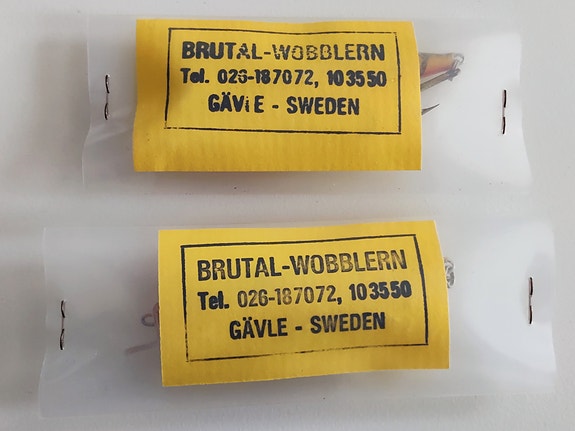 BRUTAL-WOBBLERN
Tel. 026-187072, 103550
GÄVLE - SWEDEN
BRUTAL-WOBBLERN
Tel. 026-187072, 103550
GÄVLE - SWEDEN